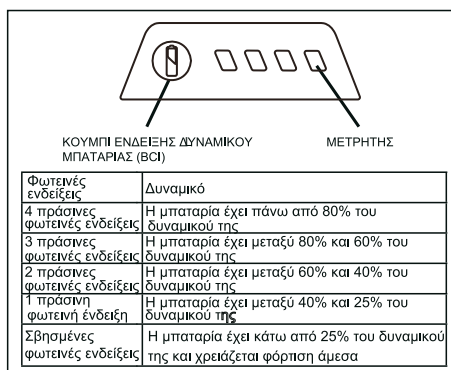 ΚΟΥΜΠΙ ΕΝΔΕΙΞΗΣ ΔΥΝΑΜΙΚΟΥ
ΜΠΑΤΑΡΙΑΣ (BCI)
ΜΕΤΡΗΤΗΣ
Φωτεινές
ενδείξεις
Δυναμικό
4 πράσινες
φωτεινές ενδείξεις
Η μπαταρία έχει πάνω από 80% του
δυναμικού της
3 πράσινες
φωτεινές ενδείξεις
Η μπαταρία έχει μεταξύ 80% και 60% του
δυναμικού της
2 πράσινες
φωτεινές ενδείξεις
Η μπαταρία έχει μεταξύ 60% και 40% του
δυναμικού της
1 πράσινη
φωτεινή ένδειξη
Η μπαταρία έχει μεταξύ 40% και 25% του
δυναμικού της
Σβησμένες
φωτεινές ενδείξεις
Η μπαταρία έχει κάτω από 25% του δυναμικού
της και χρειάζεται φόρτιση άμεσα